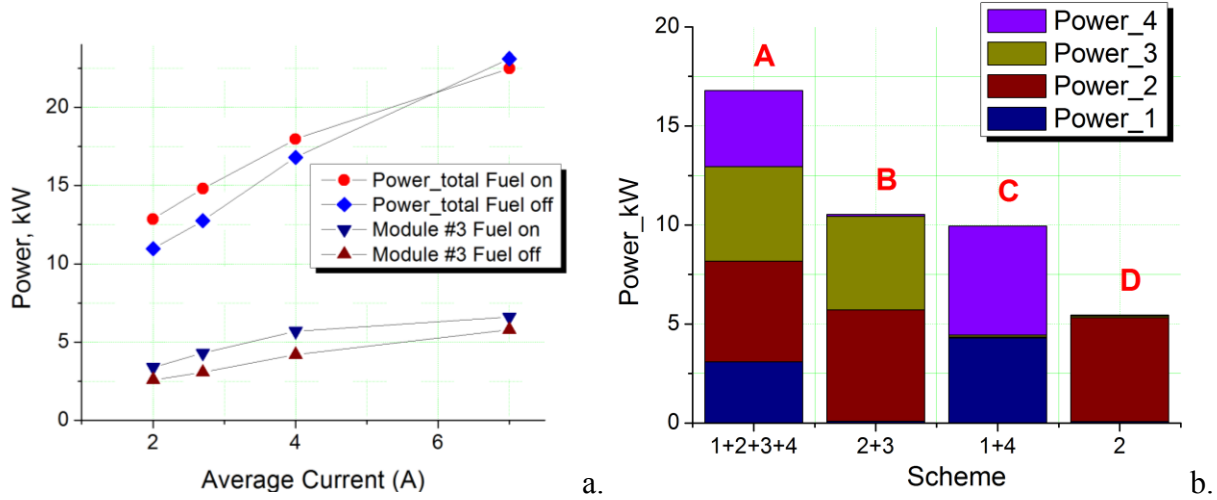 Power, kW
20
15
10
5
0
2
4
6
Average Current (A)
Power_total Fuel on
Power_total Fuel off
Module #3 Fuel on
Module #3 Fuel off
a.
Power_kW
20
15
10
5
0
A
B
C
D
Power_4
Power_3
Power_2
Power_1
1+2+3+4
2+3
1+4
2
Scheme
b.